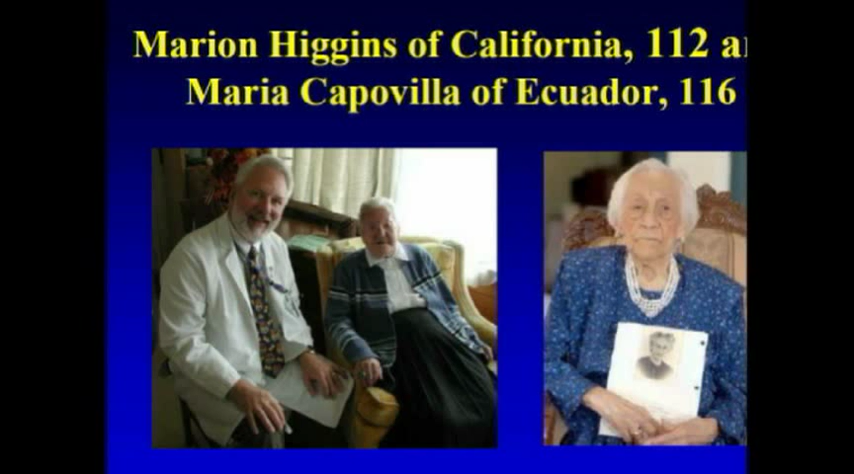 Marion Higgins of California, 112 a
Maria Capovilla of Ecuador, 116